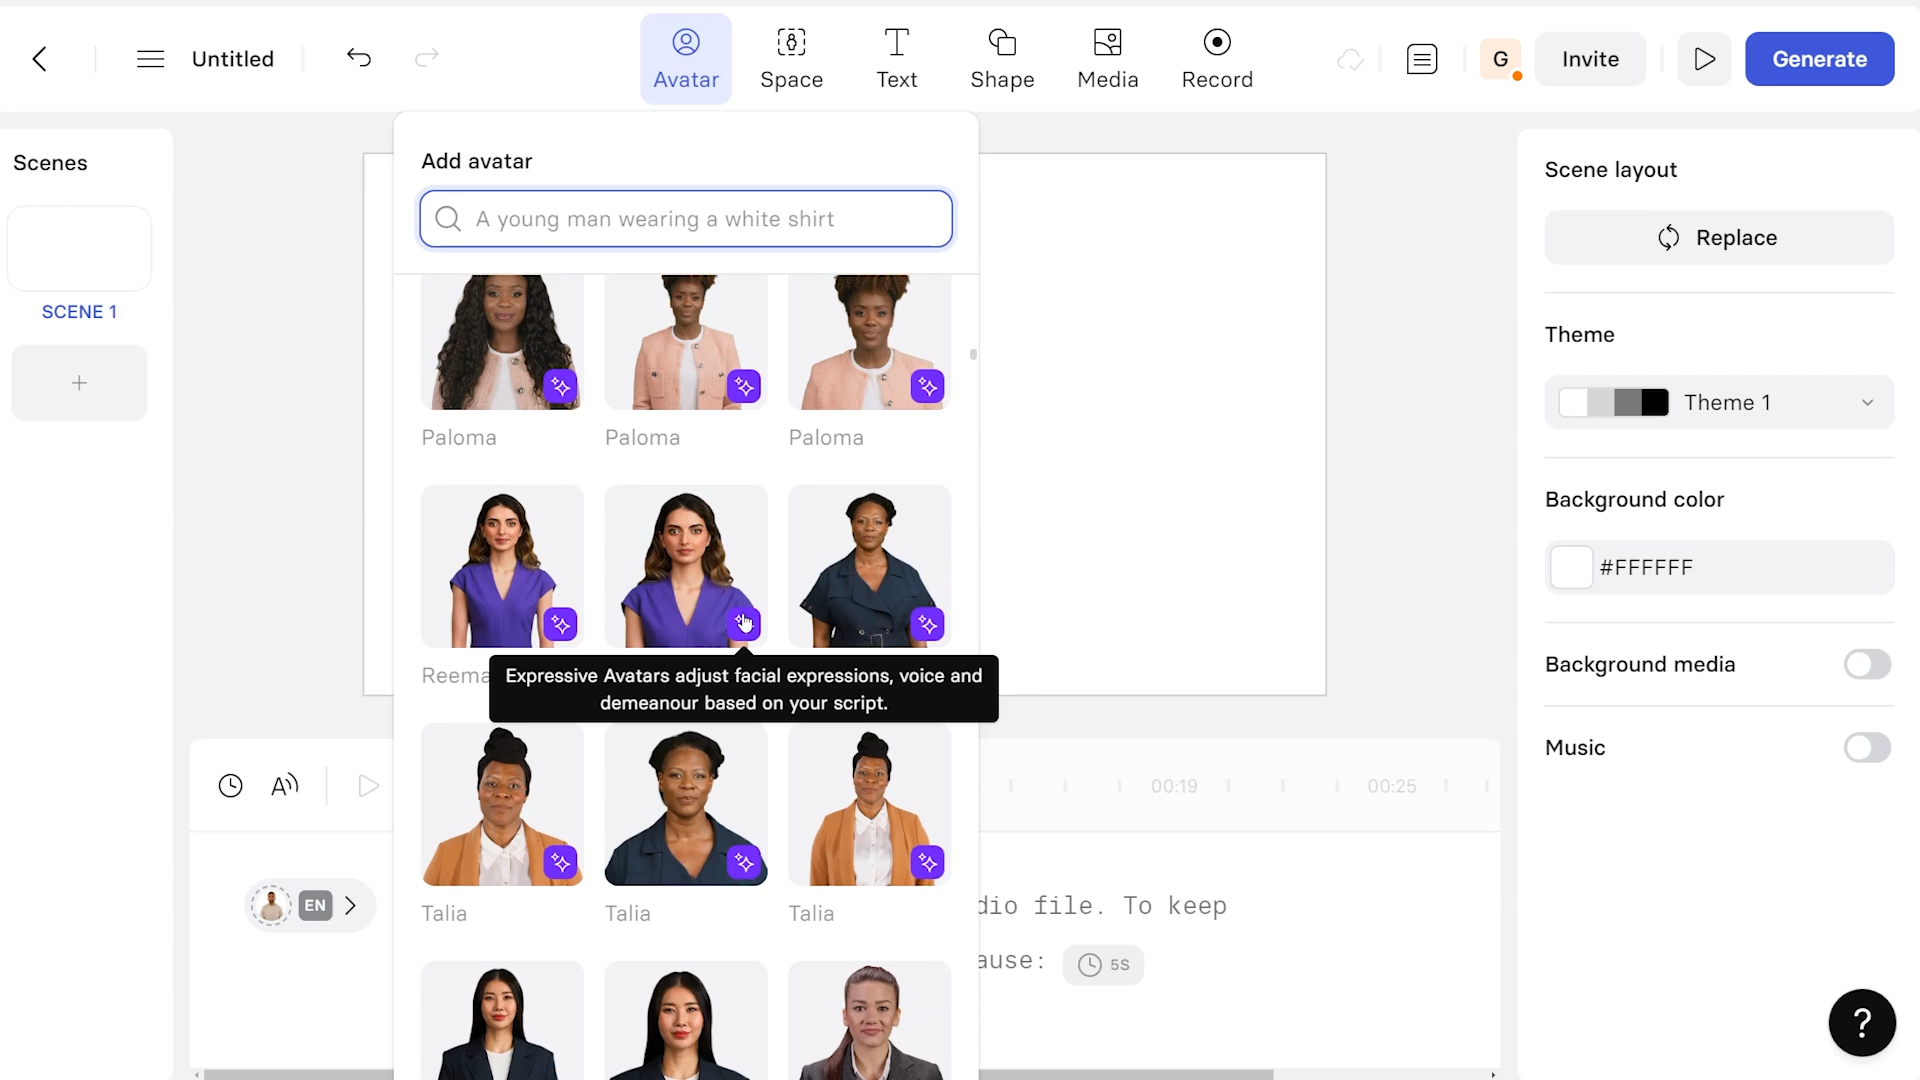 Untitled
Avatar
Space
Text
Shape
Media
Record
G
Invite
Generate
Scenes
SCENE 1
Add avatar
A young man wearing a white shirt
Paloma
Paloma
Paloma
Reema
Expressive Avatars adjust facial expressions, voice and
demeanour based on your script.
Talia
Talia
Talia
Scene layout
Replace
Theme
Theme 1
Background color
#FFFFFF
Background media
Music
00:19
00:25
EN
dio file. To keep
ause:
5S
?